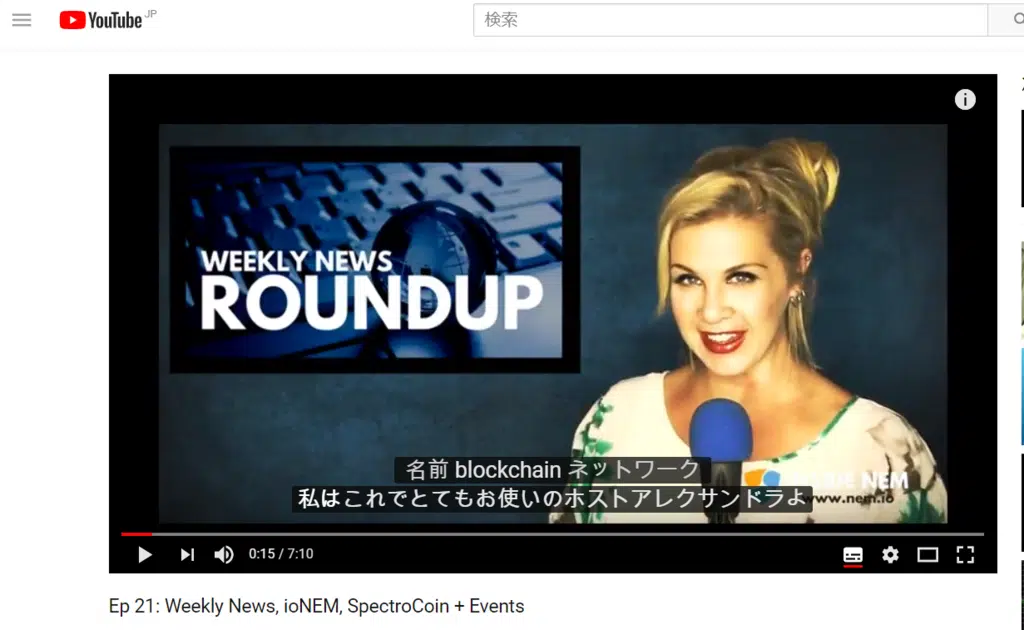 YouTube JP
検索
WEEKLY NEWS
ROUNDUP
名前 blockchain ネットワーク
NEM
私はこれでとてもお使いのホストアレクサンドラよ
www.nem.io
0:15 / 7:10
Ep 21: Weekly News, ioNEM, SpectroCoin + Events